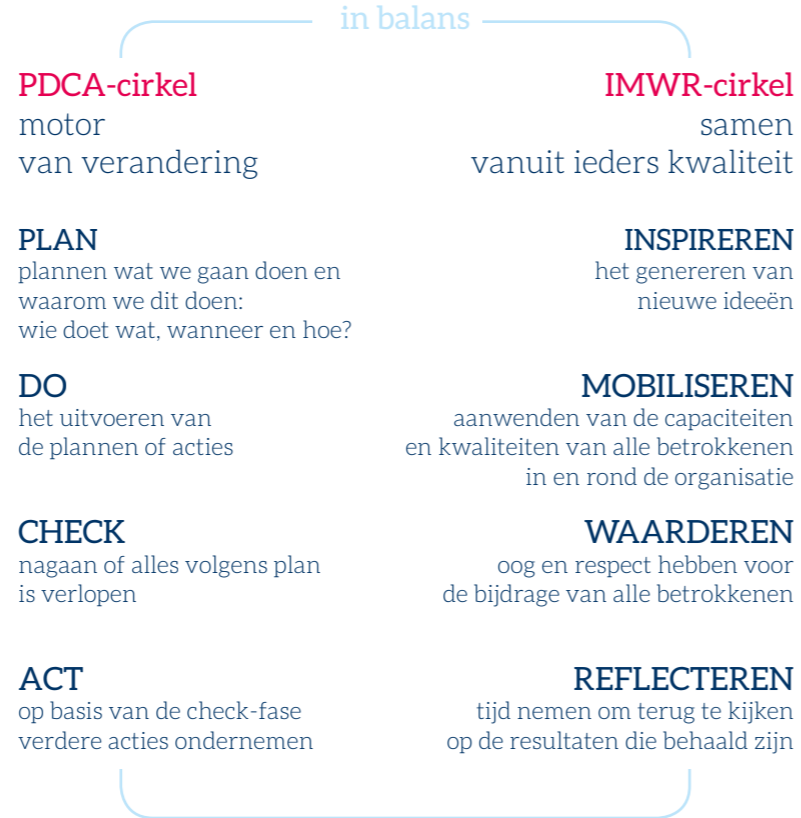 in balans
PDCA-cirkel
motor
van verandering
IMWR-cirkel
samen
vanuit ieders kwaliteit
PLAN
plannen wat we gaan doen en
waarom we dit doen:
wie doet wat, wanneer en hoe?
INSPIREREN
het genereren van
nieuwe ideeën
DO
het uitvoeren van
de plannen of acties
MOBILISEREN
aanwenden van de capaciteiten
en kwaliteiten van alle betrokkenen
in en rond de organisatie
CHECK
nagaan of alles volgens plan
is verlopen
WAARDEREN
oog en respect hebben voor
de bijdrage van alle betrokkenen
ACT
op basis van de check-fase
verdere acties ondernemen
REFLECTEREN
tijd nemen om terug te kijken
op de resultaten die behaald zijn